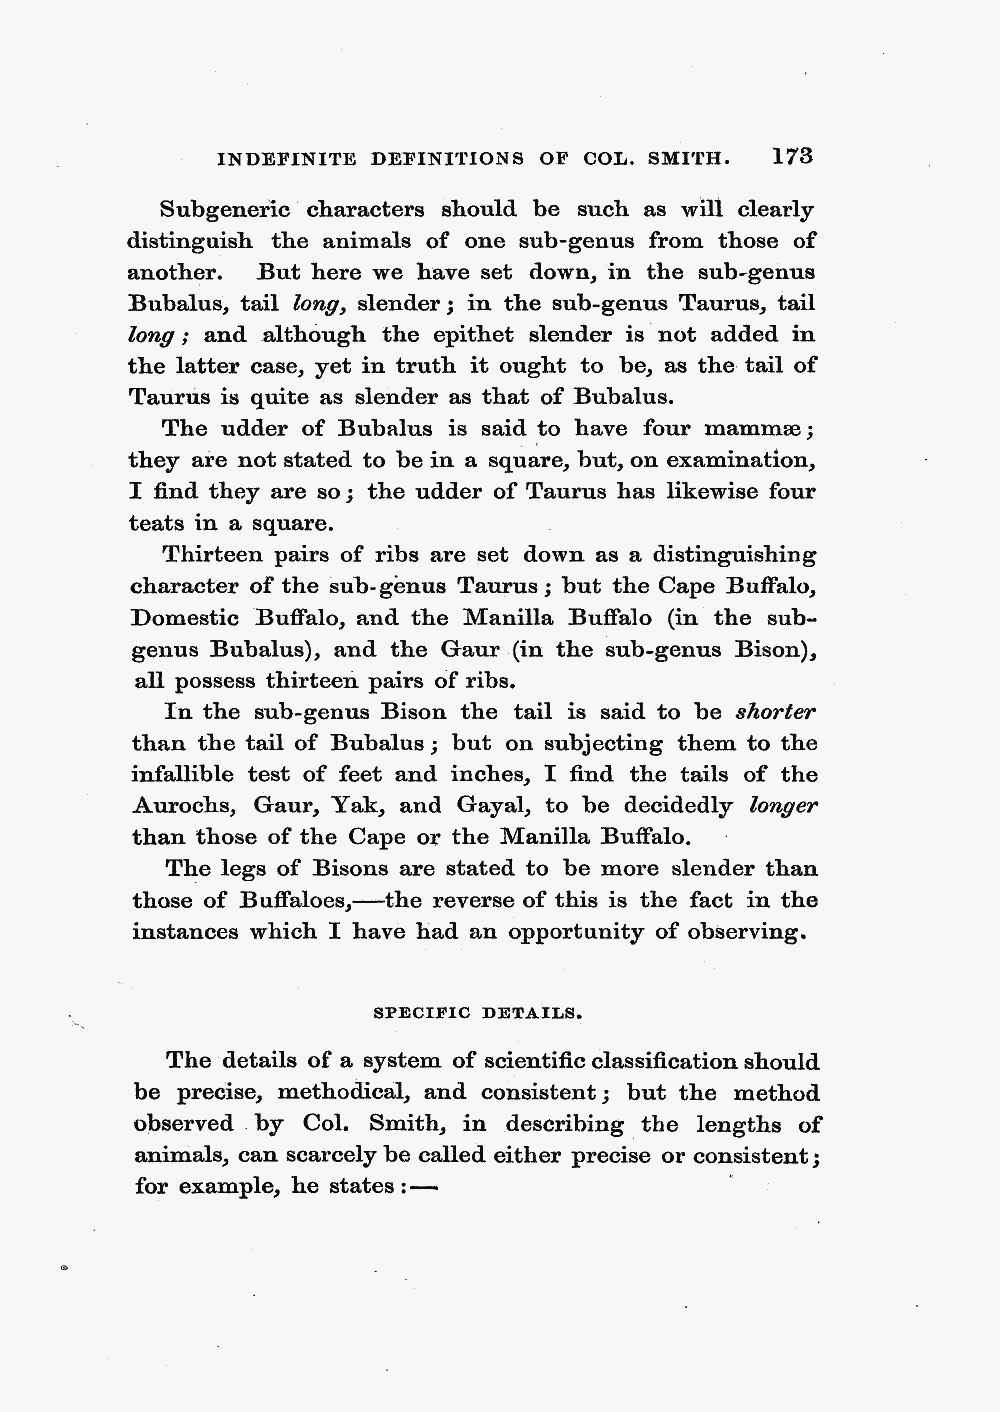 INDEFINITE DEFINITIONS OF COL. SMITH. 173
Subgeneric characters should be such as will clearly
distinguish the animals of one sub-genus from those of
another. But here we have set down, in the sub-genus
Bubalus, tail long, slender; in the sub-genus Taurus, tail
long; and although the epithet slender is not added in
the latter case, yet in truth it ought to be, as the tail of
Taurus is quite as slender as that of Bubalus.
The udder of Bubalus is said to have four mammæ;
they are not stated to be in a square, but, on examination,
I find they are so; the udder of Taurus has likewise four
teats in a square.
Thirteen pairs of ribs are set down as a distinguishing
character of the sub-genus Taurus; but the Cape Buffalo,
Domestic Buffalo, and the Manilla Buffalo (in the sub-
genus Bubalus), and the Gaur (in the sub-genus Bison),
all possess thirteen pairs of ribs.
In the sub-genus Bison the tail is said to be shorter
than the tail of Bubalus; but on subjecting them to the
infallible test of feet and inches, I find the tails of the
Aurochs, Gaur, Yak, and Gayal, to be decidedly longer
than those of the Cape or the Manilla Buffalo.
The legs of Bisons are stated to be more slender than
those of Buffaloes,—the reverse of this is the fact in the
instances which I have had an opportunity of observing.
SPECIFIC DETAILS.
The details of a system of scientific classification should
be precise, methodical, and consistent; but the method
observed by Col. Smith, in describing the lengths of
animals, can scarcely be called either precise or consistent;
for example, he states:—